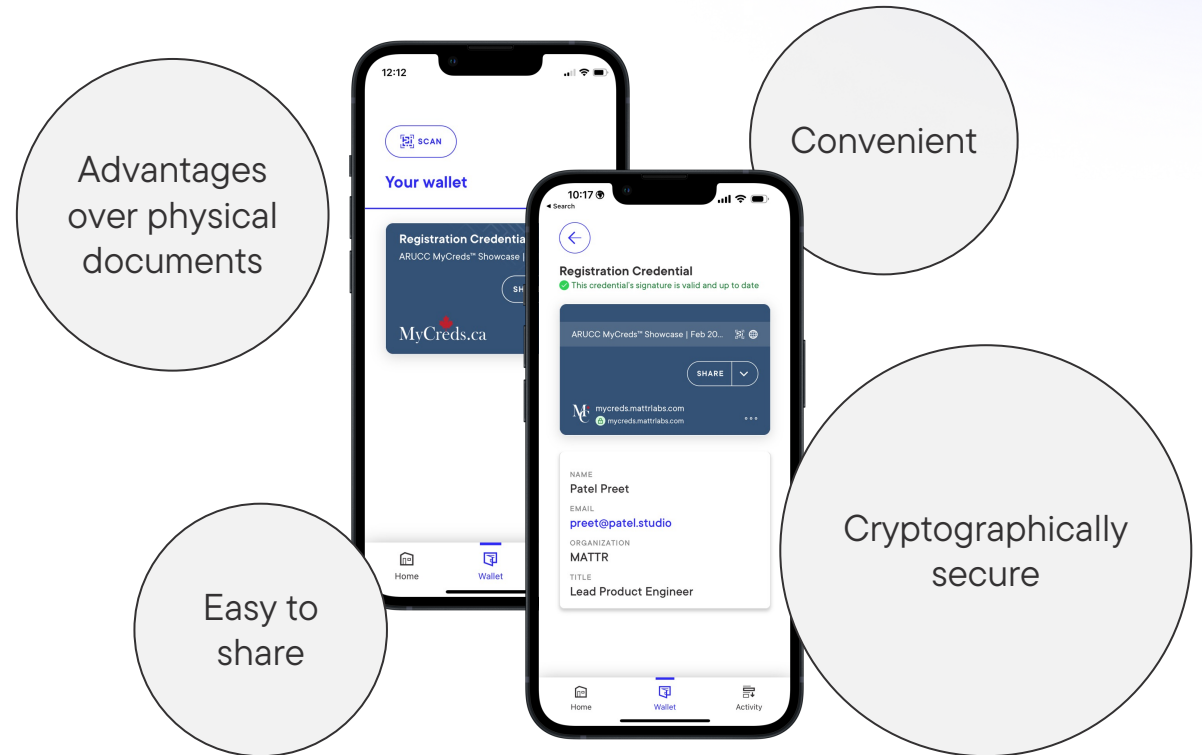 Advantages
over physical
documents
12:12
SCAN
Your wallet
Registration Credentia
ARUCC MyCreds™ Showcase |
SH
MyCreds.ca
Home
Wallet
Easy to
share
Convenient
10:17
Search
Registration Credential
This credential's signature is valid and up to date
ARUCC MyCreds™ Showcase | Feb 20...
SHARE
MC
mycreds.mattrlabs.com
mycreds.mattrlabs.com
NAME
Patel Preet
EMAIL
preet@patel.studio
ORGANIZATION
MATTR
TITLE
Lead Product Engineer
Home
Wallet
Activity
Cryptographically
secure